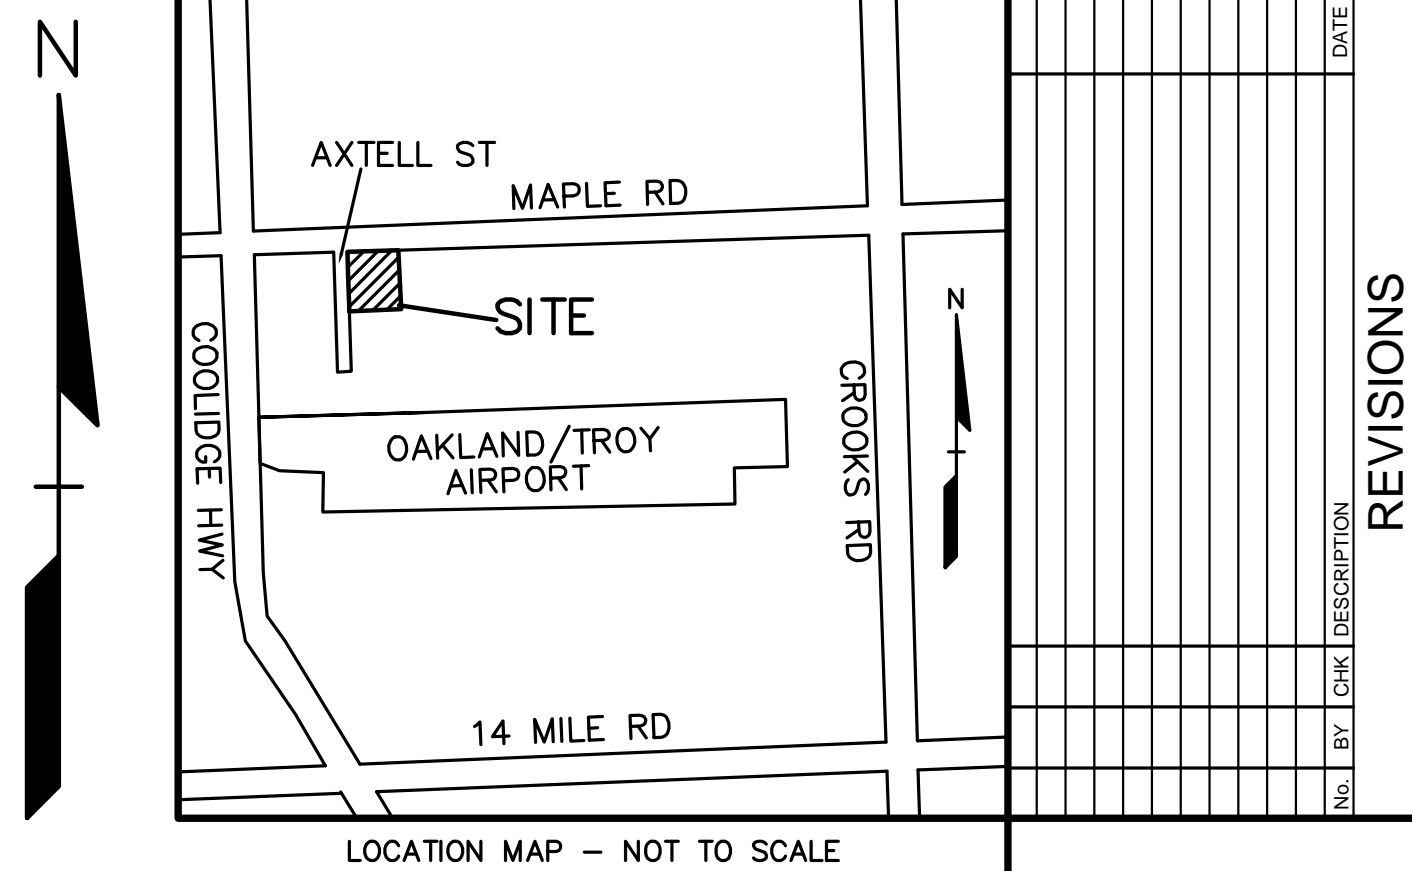 N
AXTELL ST
MAPLE RD
SITE
N
COOLIDGE HWY
CROOKS RD
OAKLAND/TROY
AIRPORT
14 MILE RD
LOCATION MAP – NOT TO SCALE
No.
BY
CHK
DESCRIPTION
DATE
REVISIONS